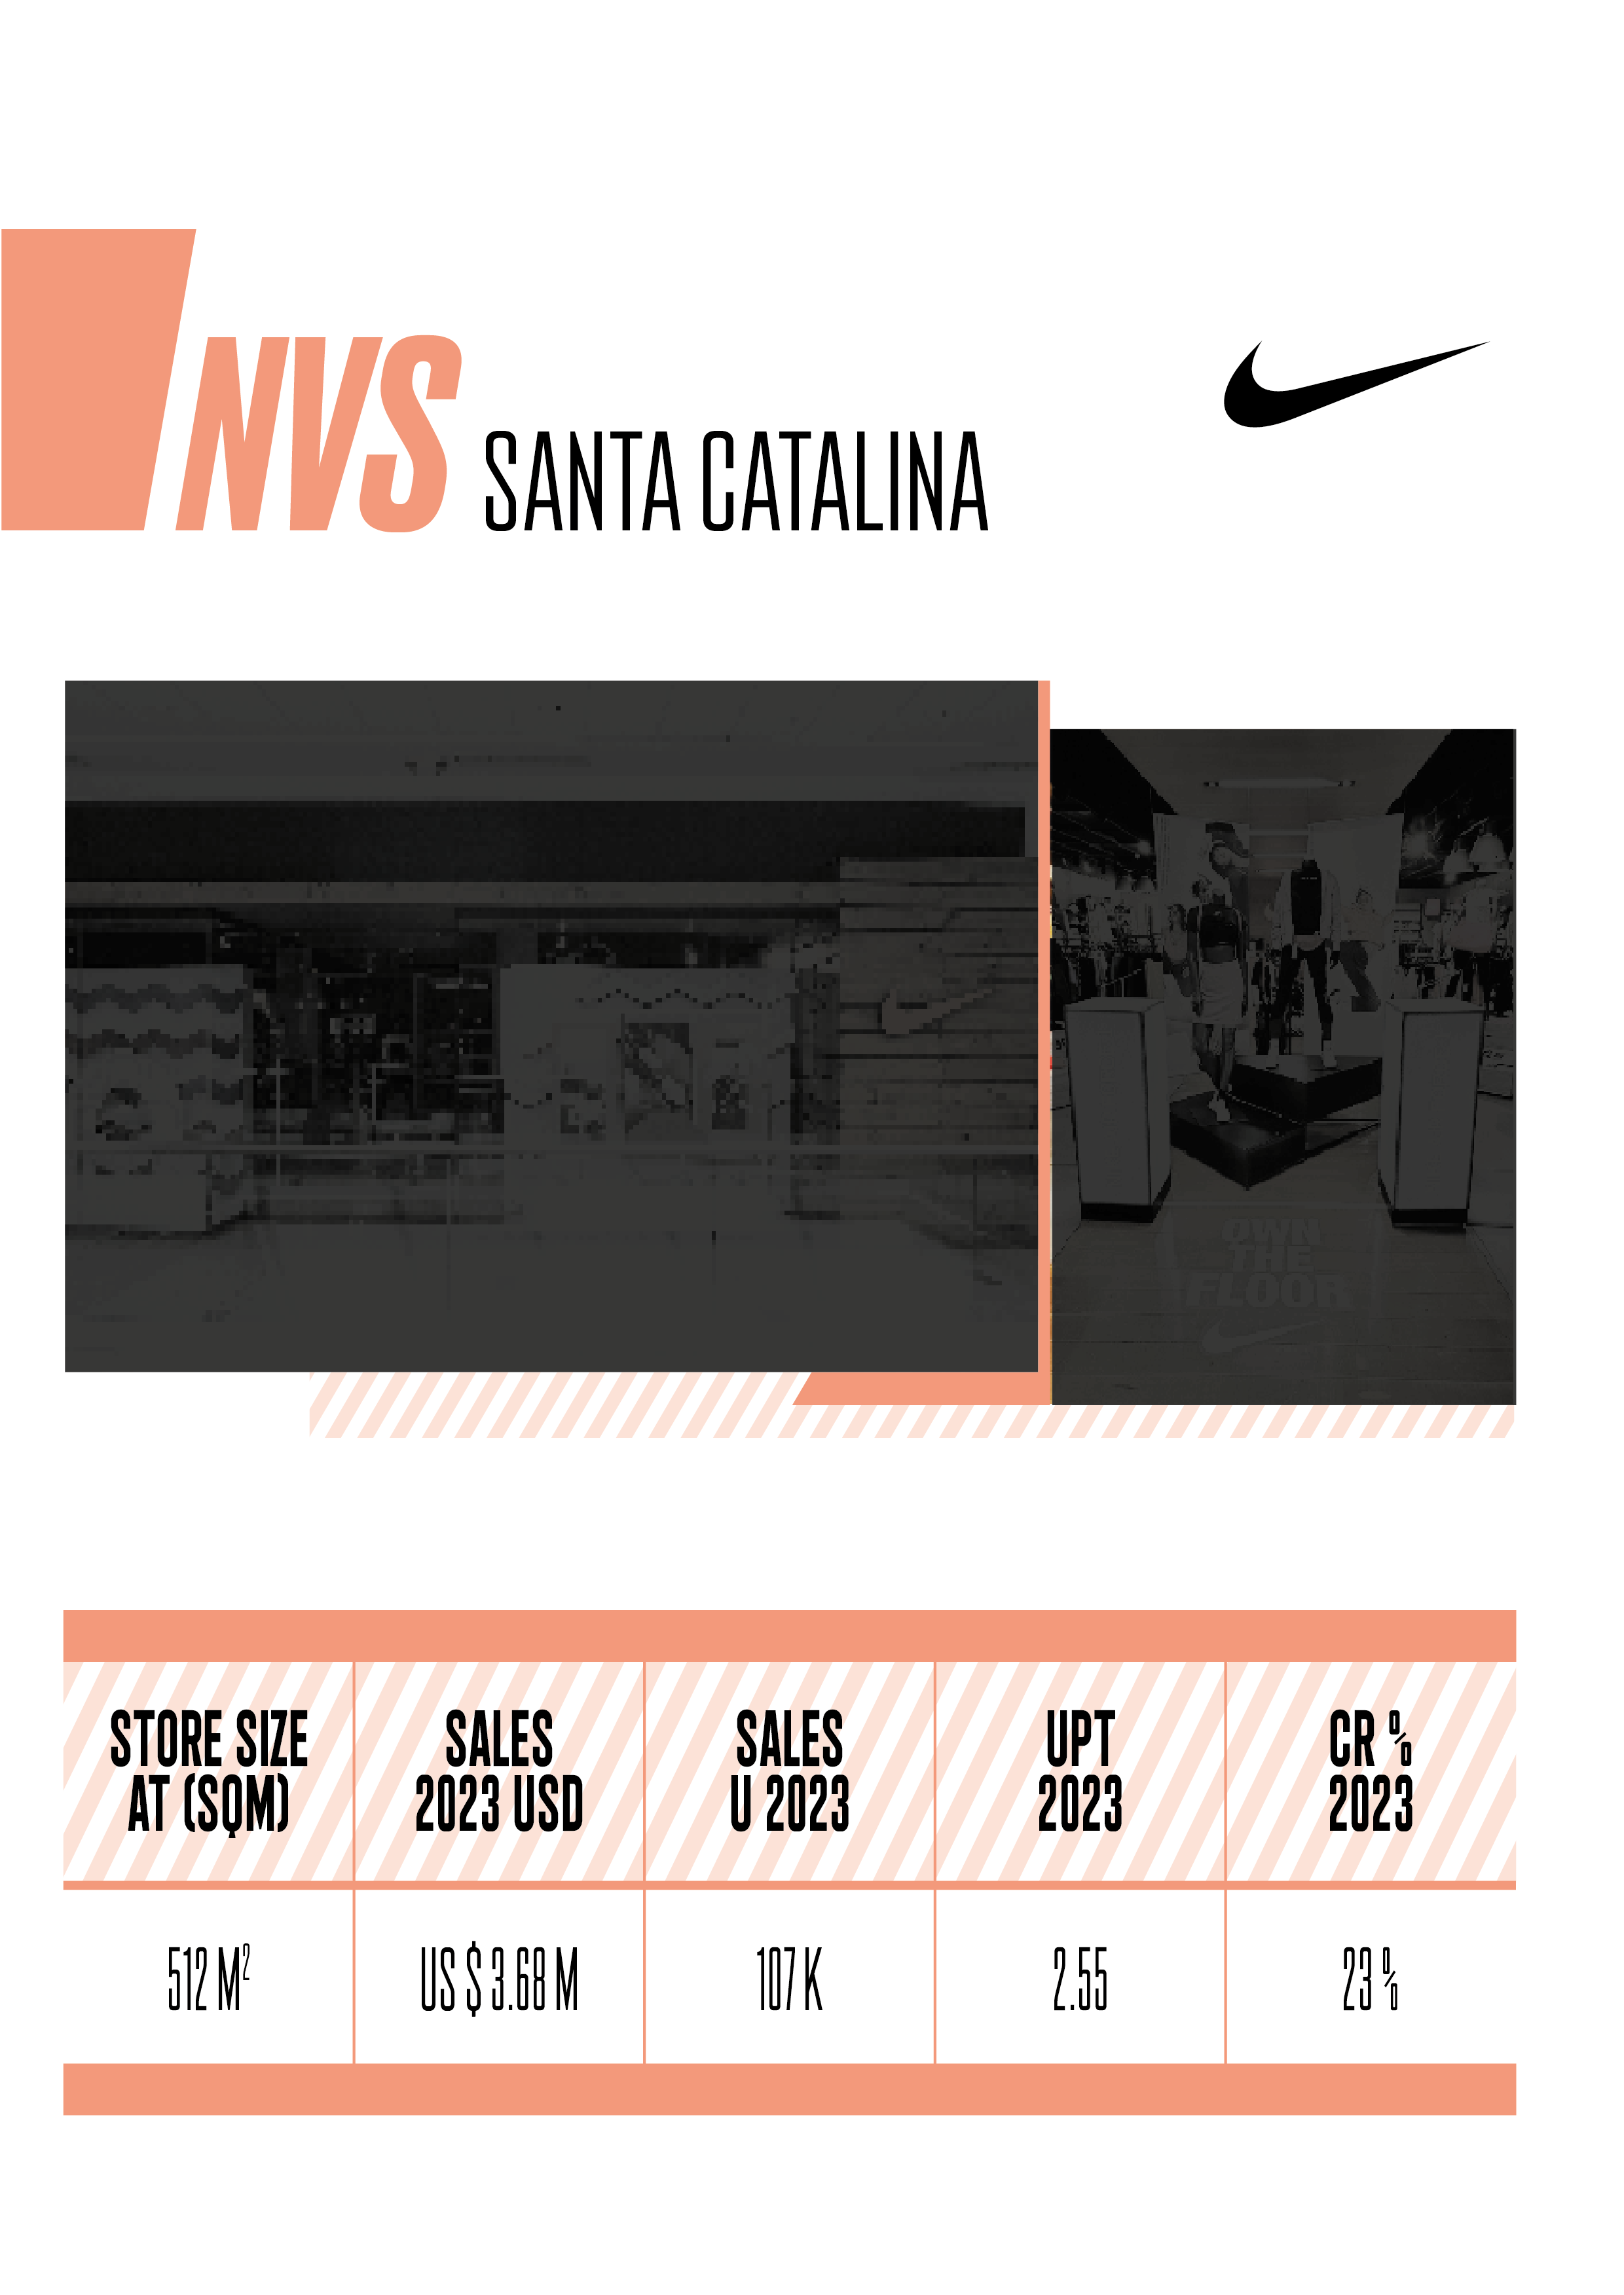 NVS SANTA CATALINA
OWN
THE
FLOOR
STORE SIZE
AT (SQM)
SALES
2023 USD
SALES
U 2023
UPT
2023
CR %
2023
512 M²
US $ 3.68 M
107 K
2.55
23 %